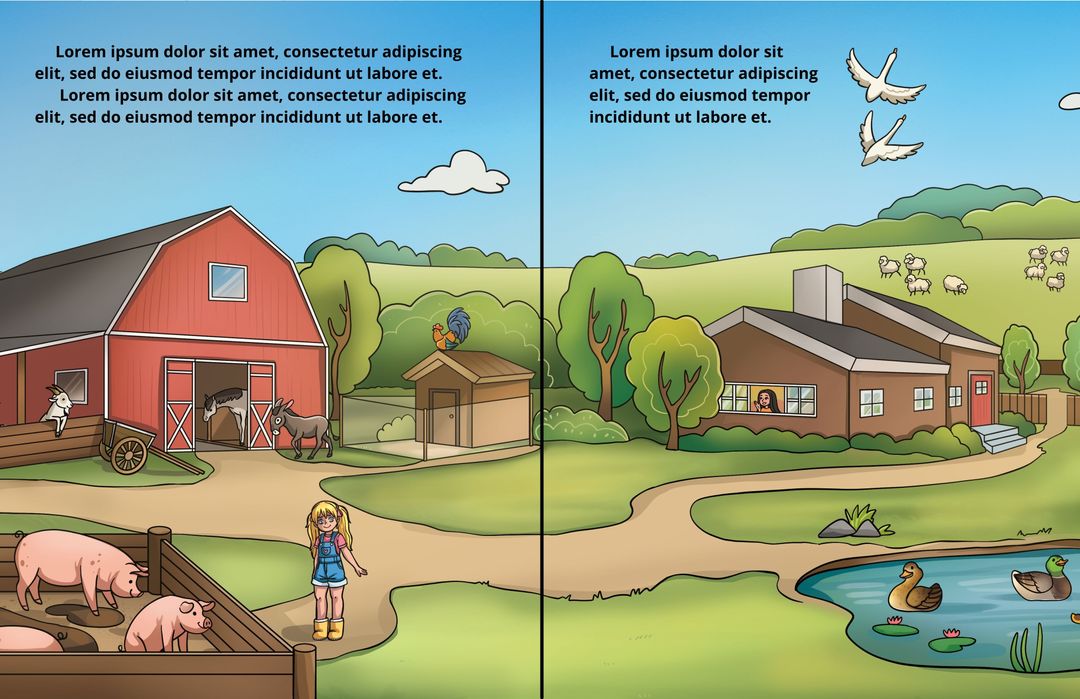 Lorem ipsum dolor sit amet, consectetur adipiscing
elit, sed do eiusmod tempor incididunt ut labore et.
Lorem ipsum dolor sit amet, consectetur adipiscing
elit, sed do eiusmod tempor incididunt ut labore et.
Lorem ipsum dolor sit
amet, consectetur adipiscing
elit, sed do eiusmod tempor
incididunt ut labore et.